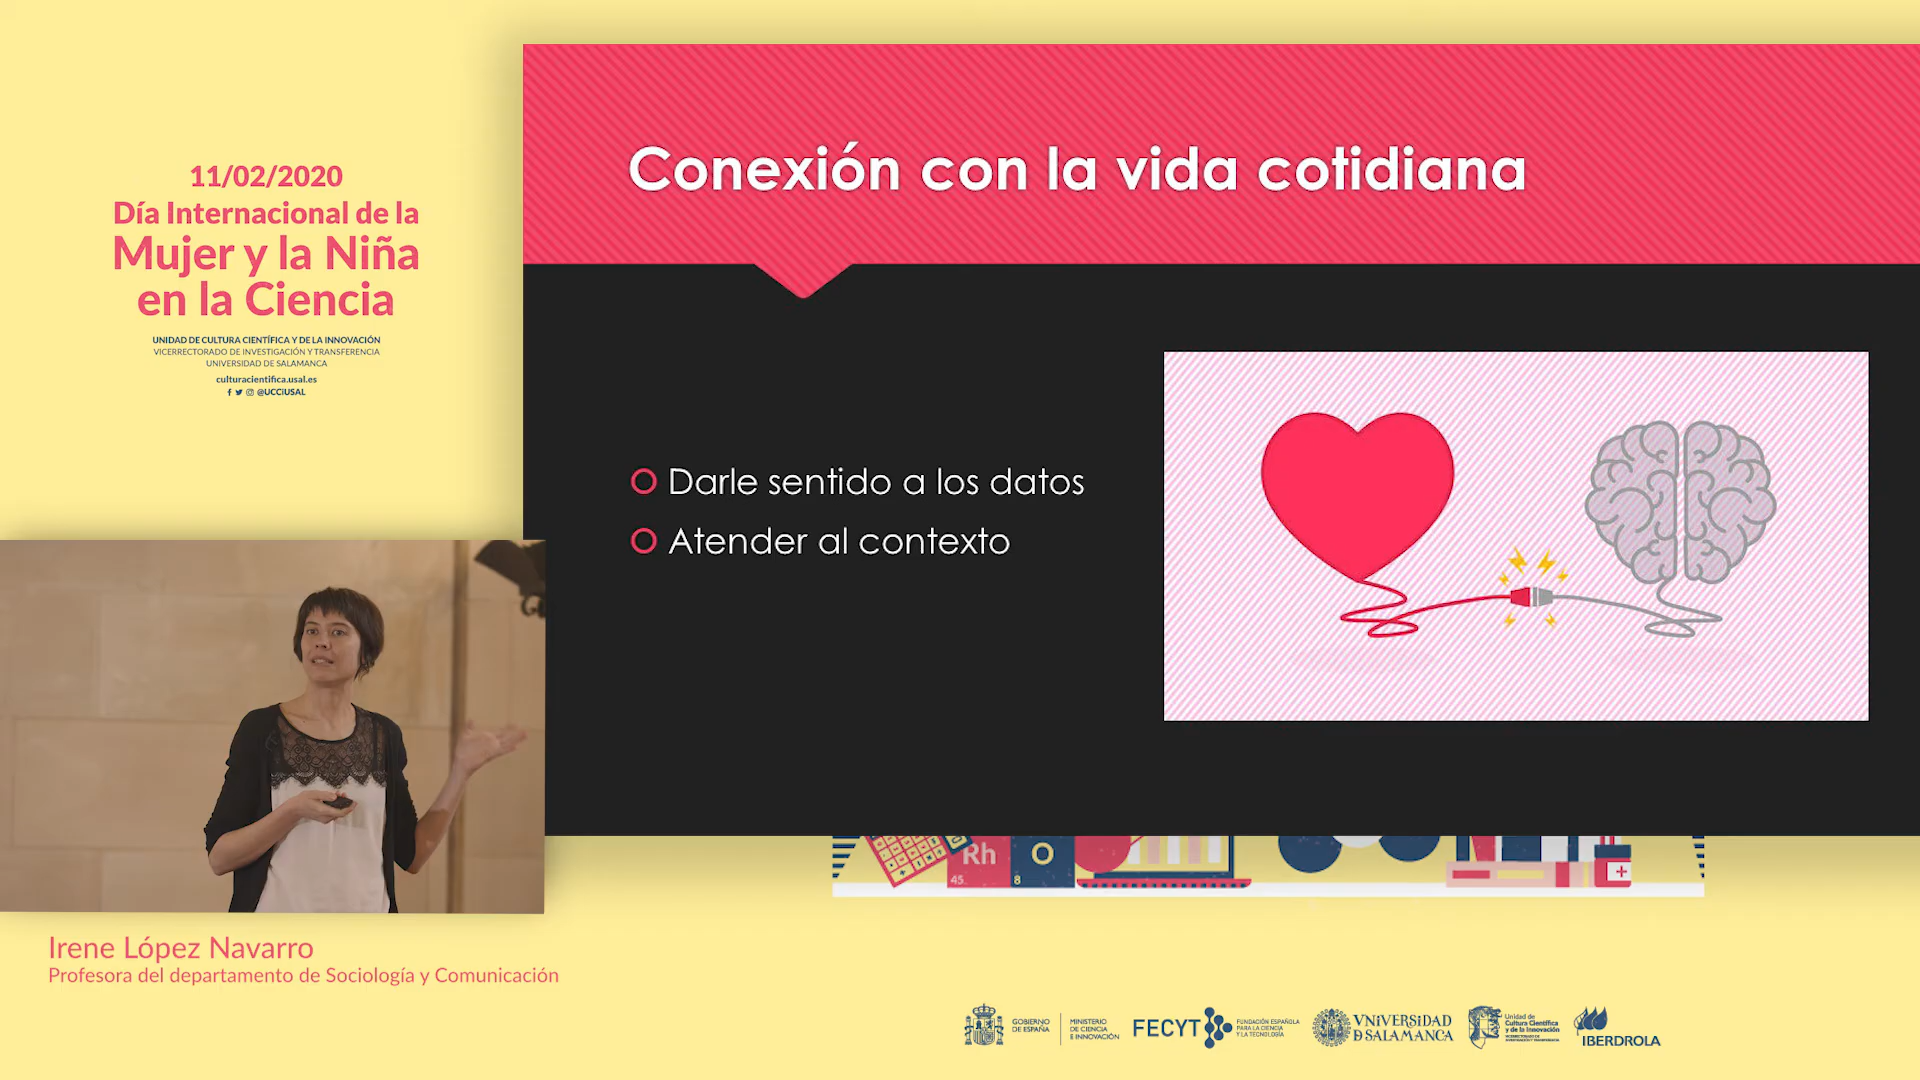 11/02/2020
Día Internacional de la
Mujer y la Niña
en la Ciencia
UNIDAD DE CULTURA CIENTÍFICA Y DE LA INNOVACIÓN
VICERRECTORADO DE INVESTIGACIÓN Y TRANSFERENCIA
UNIVERSIDAD DE SALAMANCA
culturacientifica.usal.es
@UCCiUSAL
Conexión con la vida cotidiana
Darle sentido a los datos
Atender al contexto
Rh
45
O
8
Irene López Navarro
Profesora del departamento de Sociología y Comunicación
GOBIERNO
DE ESPAÑA
MINISTERIO
DE CIENCIA
E INNOVACIÓN
FECYT
FUNDACIÓN ESPAÑOLA
PARA LA CIENCIA
Y LA TECNOLOGÍA
VNiVERSiDAD
D SALAMANCA
Unidad de
Cultura Científica
y de la Innovación
IBERDROLA